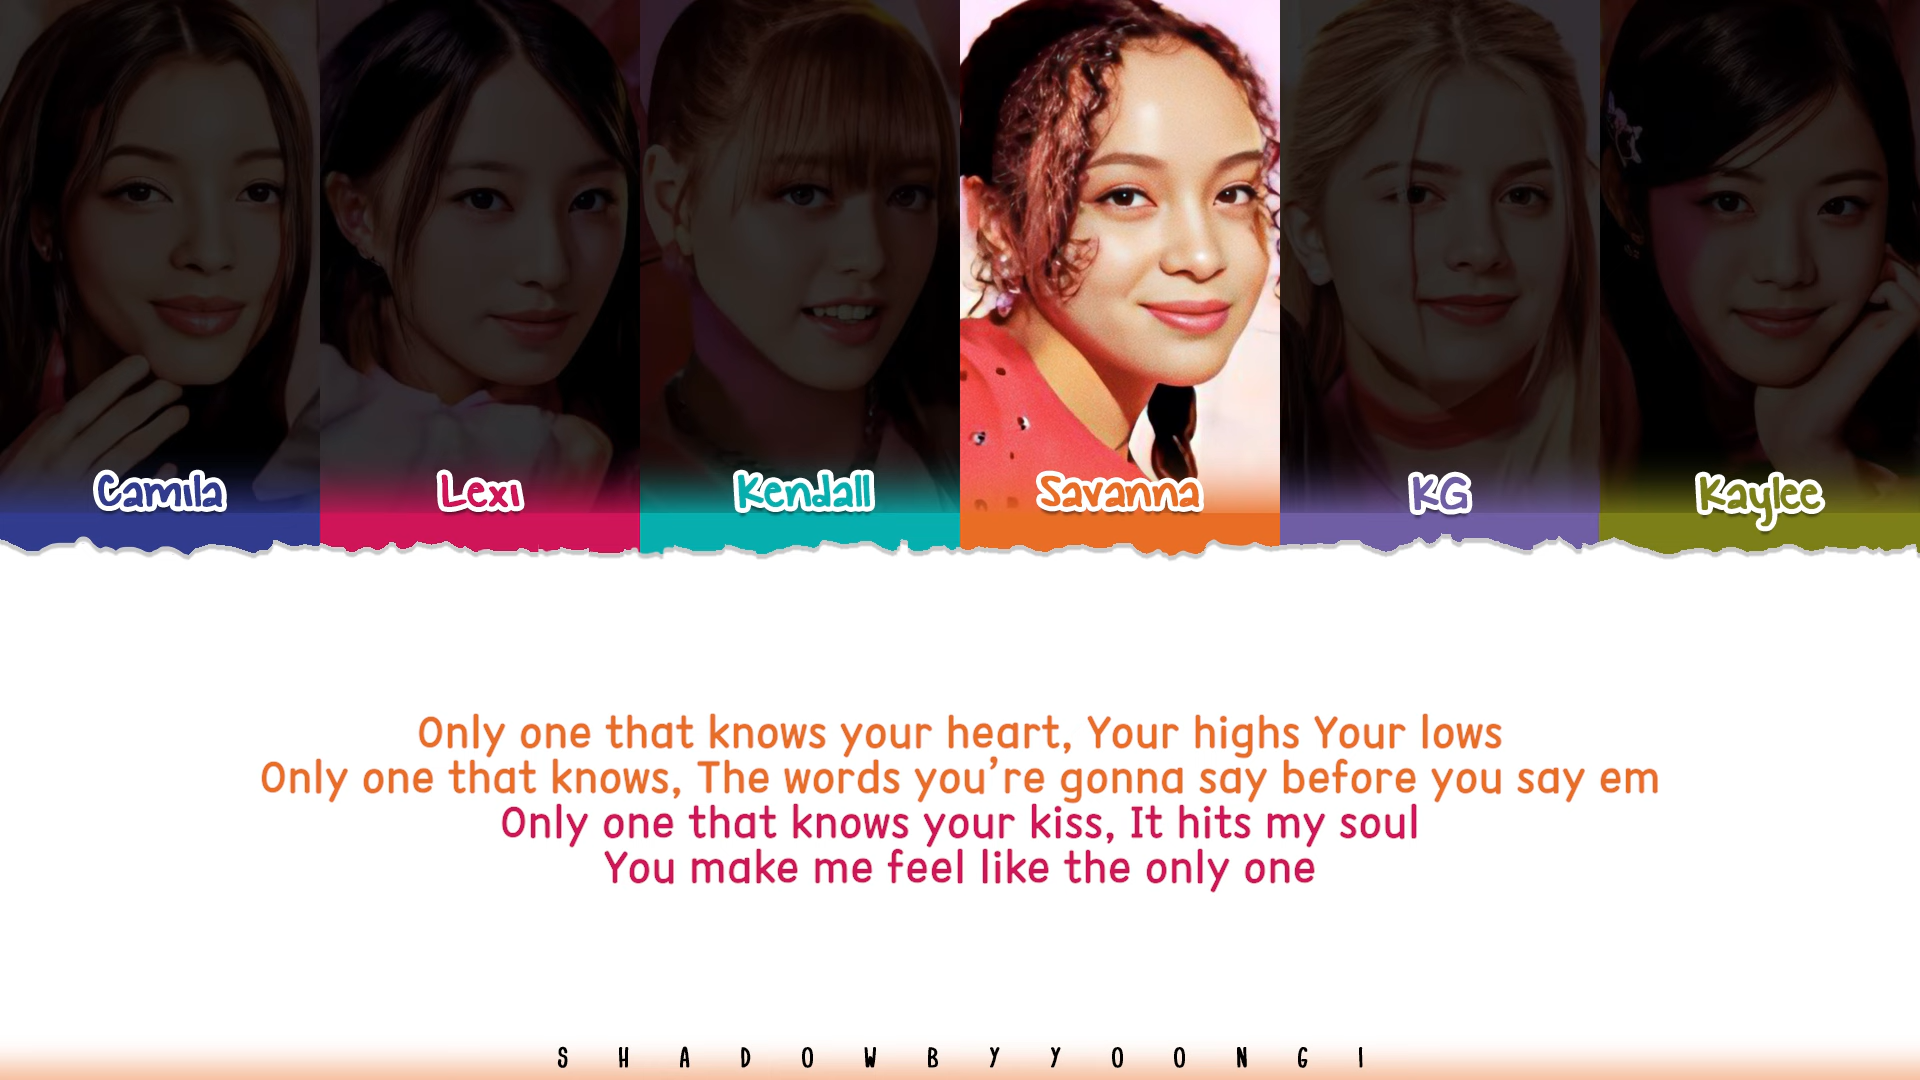 Camila Lexi Kendall Savanna KG Kaylee
Only one that knows your heart, Your highs Your lows
Only one that knows, The words you're gonna say before you say em
Only one that knows your kiss, It hits my soul
You make me feel like the only one
SHADOWBYYOONGI